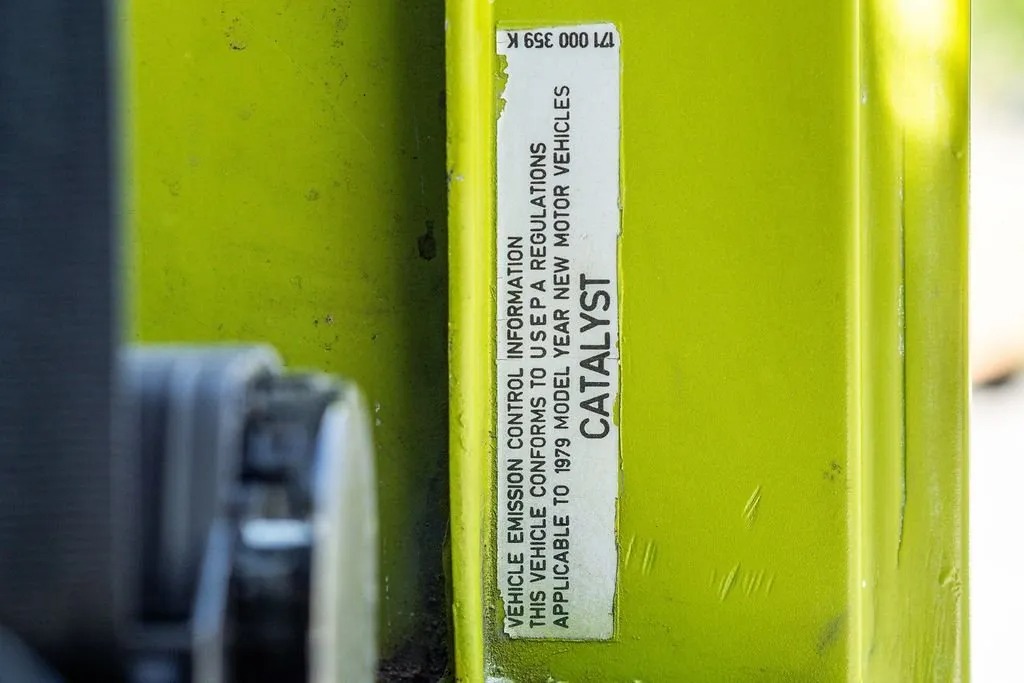 VEHICLE EMISSION CONTROL INFORMATION
THIS VEHICLE CONFORMS TO U S E P A REGULATIONS
APPLICABLE TO 1979 MODEL YEAR NEW MOTOR VEHICLES
CATALYST
171 000 359 K